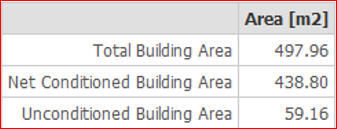 Area [m2]
Total Building Area 497.96
Net Conditioned Building Area 438.80
Unconditioned Building Area 59.16